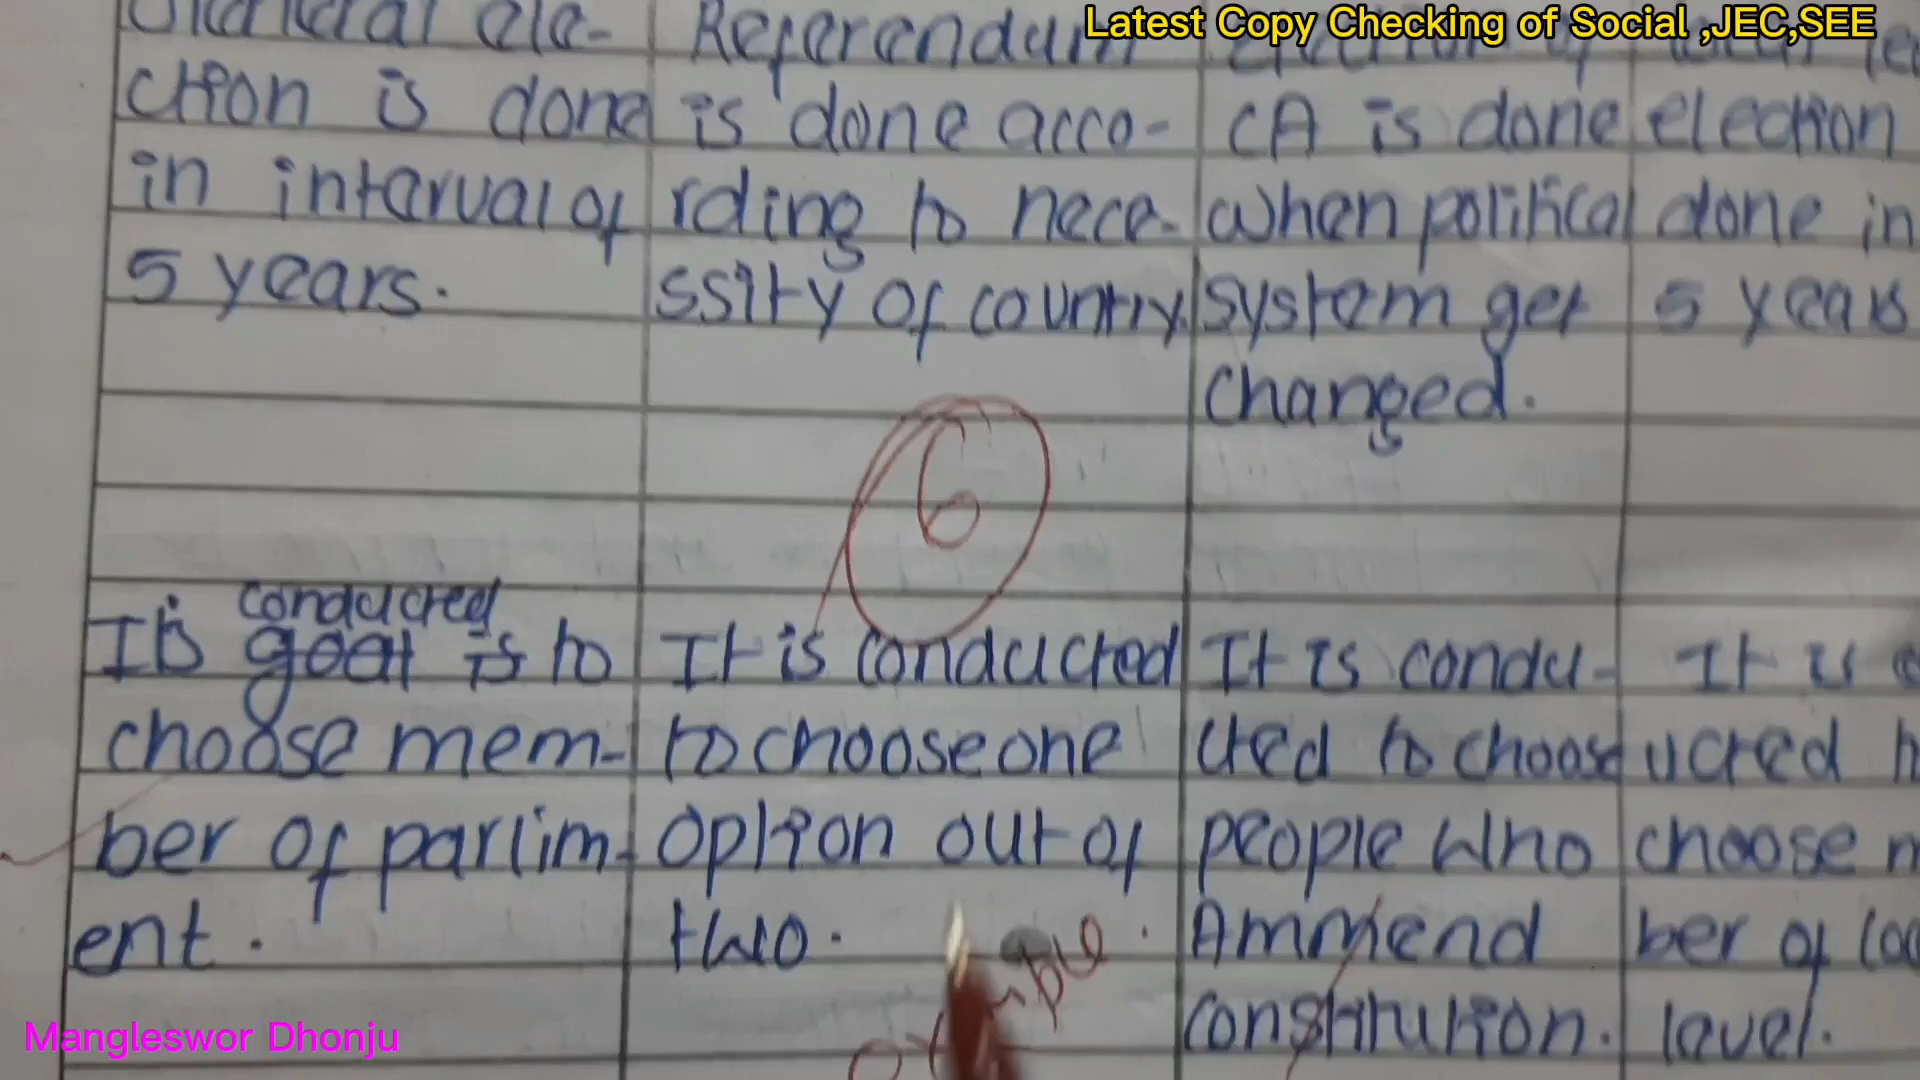 Latest Copy Checking of Social ,JEC,SEE
ele-
ction is done
in interval of
5 years.
Referendum
is done acco-
rding to nece-
ssity of country.
CA is done
when political
system get
changed.
election
done in
5 years
6
conducted
Its goal is to
choose mem-
ber of parlim-
ent.
It is conducted
to choose one
option out of
two.
It is condu-
cted to choose
people who
Ammend
constitution.
It is
ucted
choose
ber of
level.
Mangleswor Dhonju